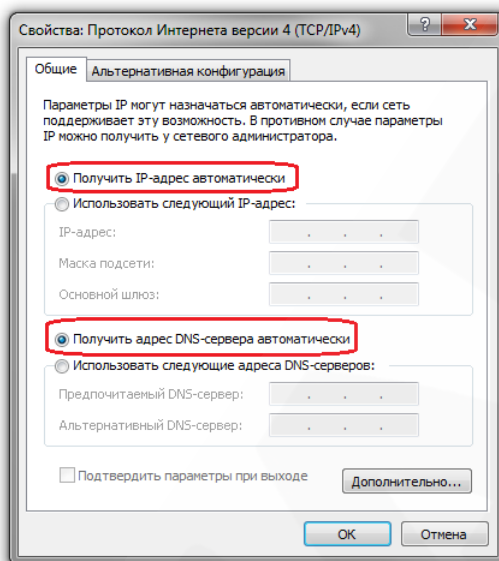 Свойства: Протокол Интернета версии 4 (TCP/IPv4)
Общие
Альтернативная конфигурация
Параметры IP могут назначаться автоматически, если сеть
поддерживает эту возможность. В противном случае параметры
IP можно получить у сетевого администратора.
Получить IP-адрес автоматически
Использовать следующий IP-адрес:
IP-адрес:
Маска подсети:
Основной шлюз:
Получить адрес DNS-сервера автоматически
Использовать следующие адреса DNS-серверов:
Предпочитаемый DNS-сервер:
Альтернативный DNS-сервер:
Подтвердить параметры при выходе
Дополнительно...
ОК
Отмена